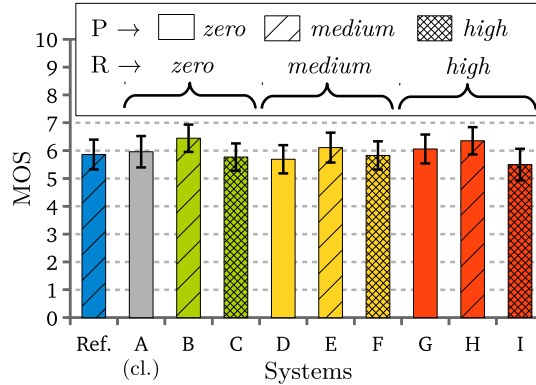 P → zero medium high
R → zero medium high
MOS
10
9
8
7
6
5
4
3
2
1
0
Ref. A B C D E F G H I
(cl.)
Systems